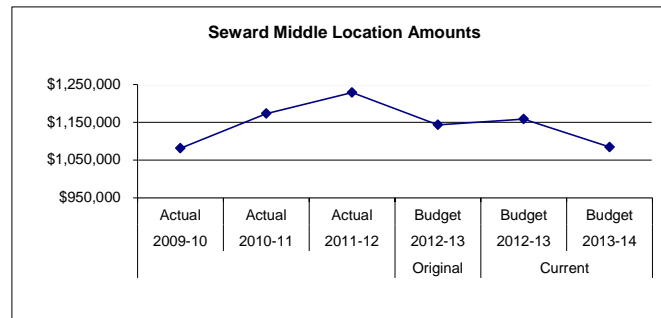 Seward Middle Location Amounts
$1,250,000
$1,150,000
$1,050,000
$950,000
Actual Actual Actual Budget Budget Budget
2009-10 2010-11 2011-12 2012-13 2012-13 2013-14
Original Current